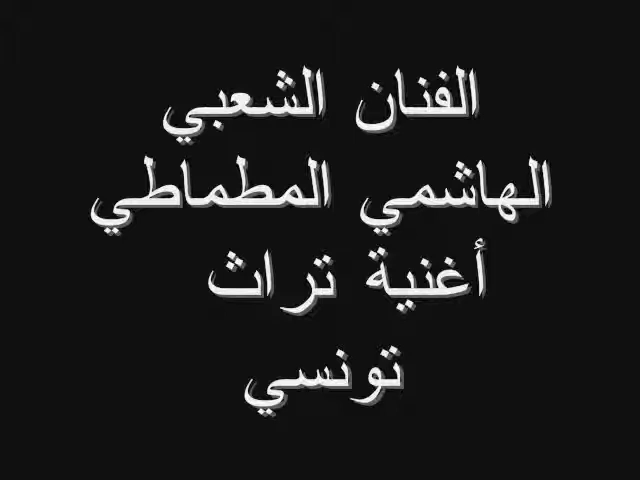 الفنان الشعبي
الهاشمي المطماطي
أغنية تراث
تونسي